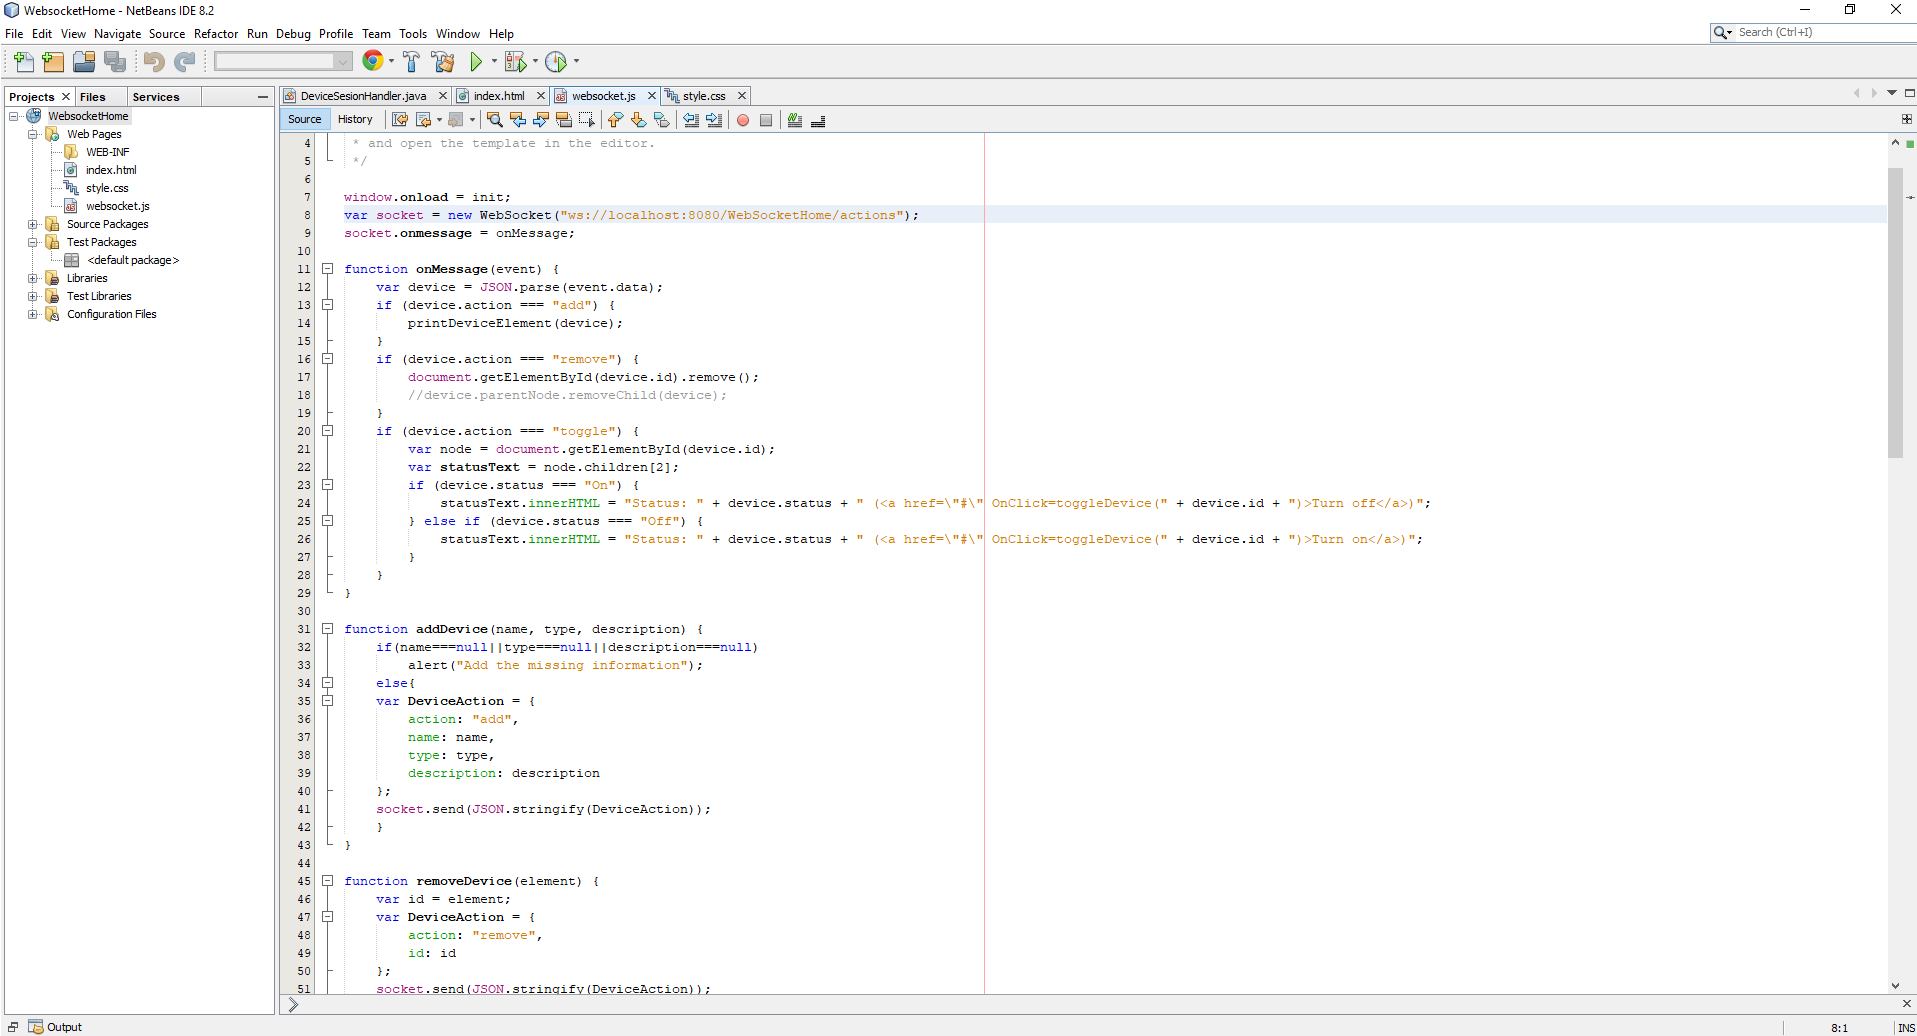 WebsocketHome - NetBeans IDE 8.2
File Edit View Navigate Source Refactor Run Debug Profile Team Tools Window Help
Search (Ctrl+I)
Projects Files Services
WebsocketHome
Web Pages
WEB-INF
index.html
style.css
websocket.js
Source Packages
Test Packages
<default package>
Libraries
Test Libraries
Configuration Files
DeviceSesionHandler.java index.html websocket.js style.css
Source History
4 * and open the template in the editor.
5 */
6
7 window.onload = init;
8 var socket = new WebSocket("ws://localhost:8080/WebSocketHome/actions");
9 socket.onmessage = onMessage;
10
11 function onMessage(event) {
12 var device = JSON.parse(event.data);
13 if (device.action === "add") {
14 printDeviceElement(device);
15 }
16 if (device.action === "remove") {
17 document.getElementById(device.id).remove();
18 //device.parentNode.removeChild(device);
19 }
20 if (device.action === "toggle") {
21 var node = document.getElementById(device.id);
22 var statusText = node.children[2];
23 if (device.status === "On") {
24 statusText.innerHTML = "Status: " + device.status + " (<a href=\"#\" OnClick=toggleDevice(" + device.id + ")>Turn off</a>)";
25 } else if (device.status === "Off") {
26 statusText.innerHTML = "Status: " + device.status + " (<a href=\"#\" OnClick=toggleDevice(" + device.id + ")>Turn on</a>)";
27 }
28 }
29 }
30
31 function addDevice(name, type, description) {
32 if(name===null||type===null||description===null)
33 alert("Add the missing information");
34 else{
35 var DeviceAction = {
36 action: "add",
37 name: name,
38 type: type,
39 description: description
40 };
41 socket.send(JSON.stringify(DeviceAction));
42 }
43 }
44
45 function removeDevice(element) {
46 var id = element;
47 var DeviceAction = {
48 action: "remove",
49 id: id
50 };
51 socket.send(JSON.stringify(DeviceAction));
Output
8:1 INS